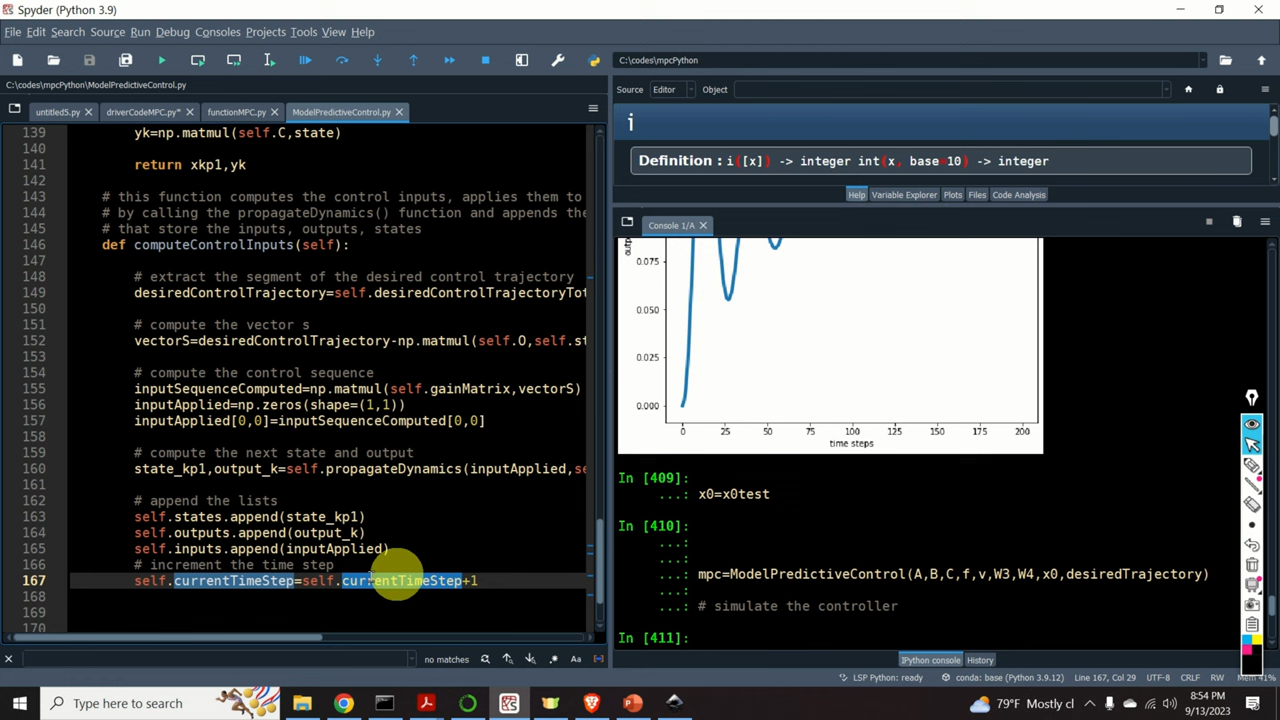 Spyder (Python 3.9)
File Edit Search Source Run Debug Consoles Projects Tools View Help
C:\codes\mpcPython
C:\codes\mpcPython\ModelPredictiveControl.py
Source Editor Object
untitled5.py driverCodeMPC.py* functionMPC.py ModelPredictiveControl.py
i
139 yk=np.matmul(self.C,state)
140
141 return xkp1,yk
142
143 # this function computes the control inputs, applies them to
144 # by calling the propagateDynamics() function and appends the
145 # that store the inputs, outputs, states
146 def computeControlInputs(self):
147
148 # extract the segment of the desired control trajectory
149 desiredControlTrajectory=self.desiredControlTrajectoryTot
150
151 # compute the vector s
152 vectorS=desiredControlTrajectory-np.matmul(self.O,self.st
153
154 # compute the control sequence
155 inputSequenceComputed=np.matmul(self.gainMatrix,vectorS)
156 inputApplied=np.zeros(shape=(1,1))
157 inputApplied[0,0]=inputSequenceComputed[0,0]
158
159 # compute the next state and output
160 state_kp1,output_k=self.propagateDynamics(inputApplied,se
161
162 # append the lists
163 self.states.append(state_kp1)
164 self.outputs.append(output_k)
165 self.inputs.append(inputApplied)
166 # increment the time step
167 self.currentTimeStep=self.currentTimeStep+1
168
169
170
Definition : i([x]) -> integer int(x, base=10) -> integer
Help Variable Explorer Plots Files Code Analysis
Console 1/A
outp
0.075
0.050
0.025
0.000
0 25 50 75 100 125 150 175 200
time steps
In [409]:
...: x0=x0test
In [410]:
...:
...:
...: mpc=ModelPredictiveControl(A,B,C,f,v,W3,W4,x0,desiredTrajectory)
...:
...: # simulate the controller
In [411]:
no matches Aa
IPython console History
LSP Python: ready conda: base (Python 3.9.12) Line 167, Col 29 UTF-8 CRLF RW Mem 41%
Type here to search
79°F Mostly cl
8:54 PM
9/13/2023